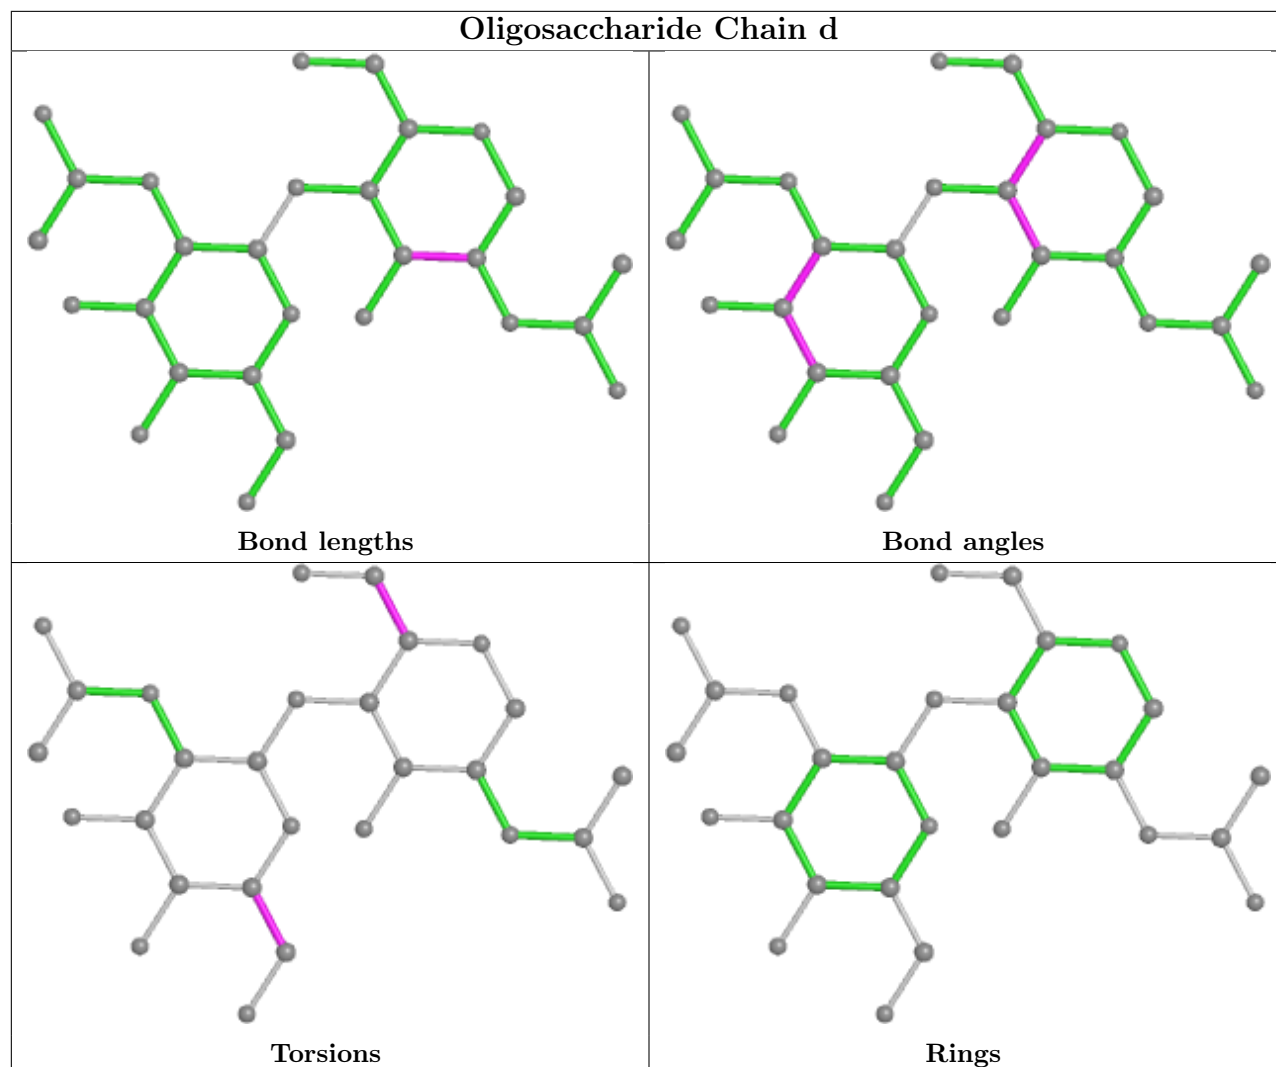 Oligosaccharide Chain d
Bond lengths
Bond angles
Torsions
Rings